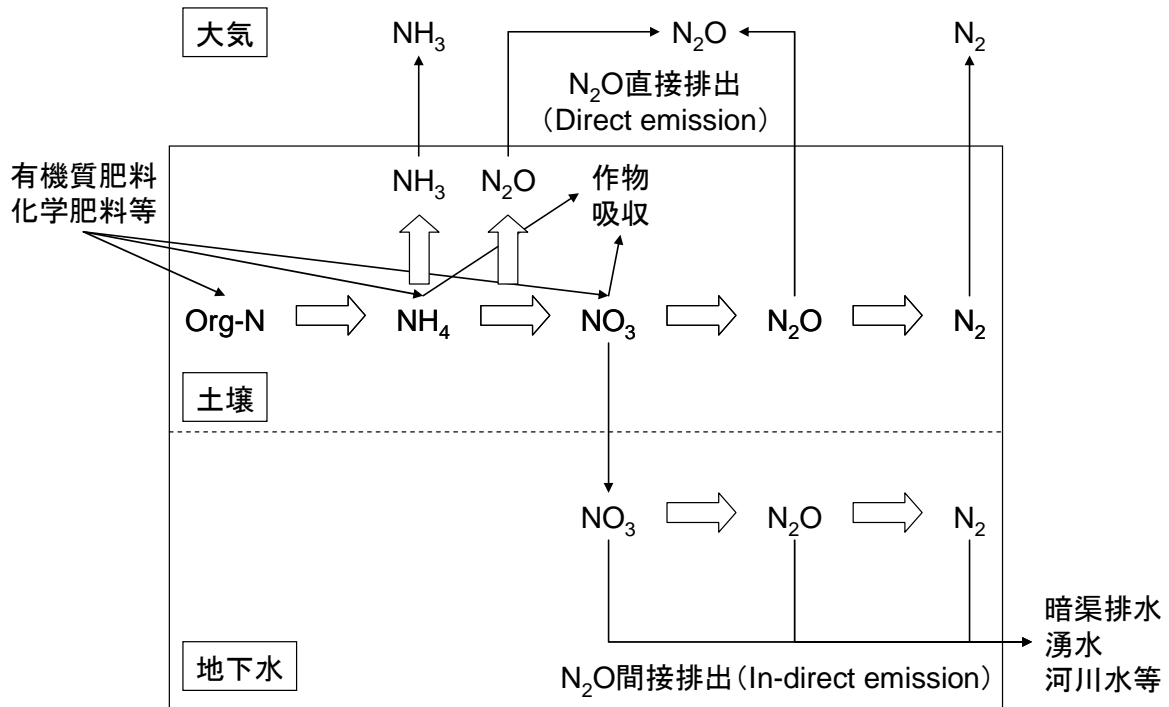 大気
NH3
N2O
N2
N2O直接排出
（Direct emission）
有機質肥料
化学肥料等
NH3
N2O
作物
吸収
Org-N
NH4
NO3
N2O
N2
土壌
NO3
N2O
N2
暗渠排水
湧水
河川水等
地下水
N2O間接排出（In-direct emission）